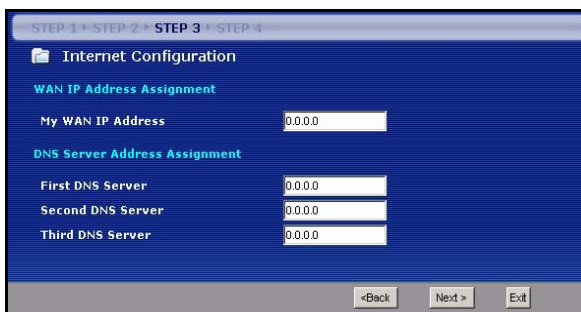 STEP 1 STEP 2 STEP 3 STEP 4
Internet Configuration
WAN IP Address Assignment
My WAN IP Address 0.0.0.0
DNS Server Address Assignment
First DNS Server 0.0.0.0
Second DNS Server 0.0.0.0
Third DNS Server 0.0.0.0
<Back Next > Exit